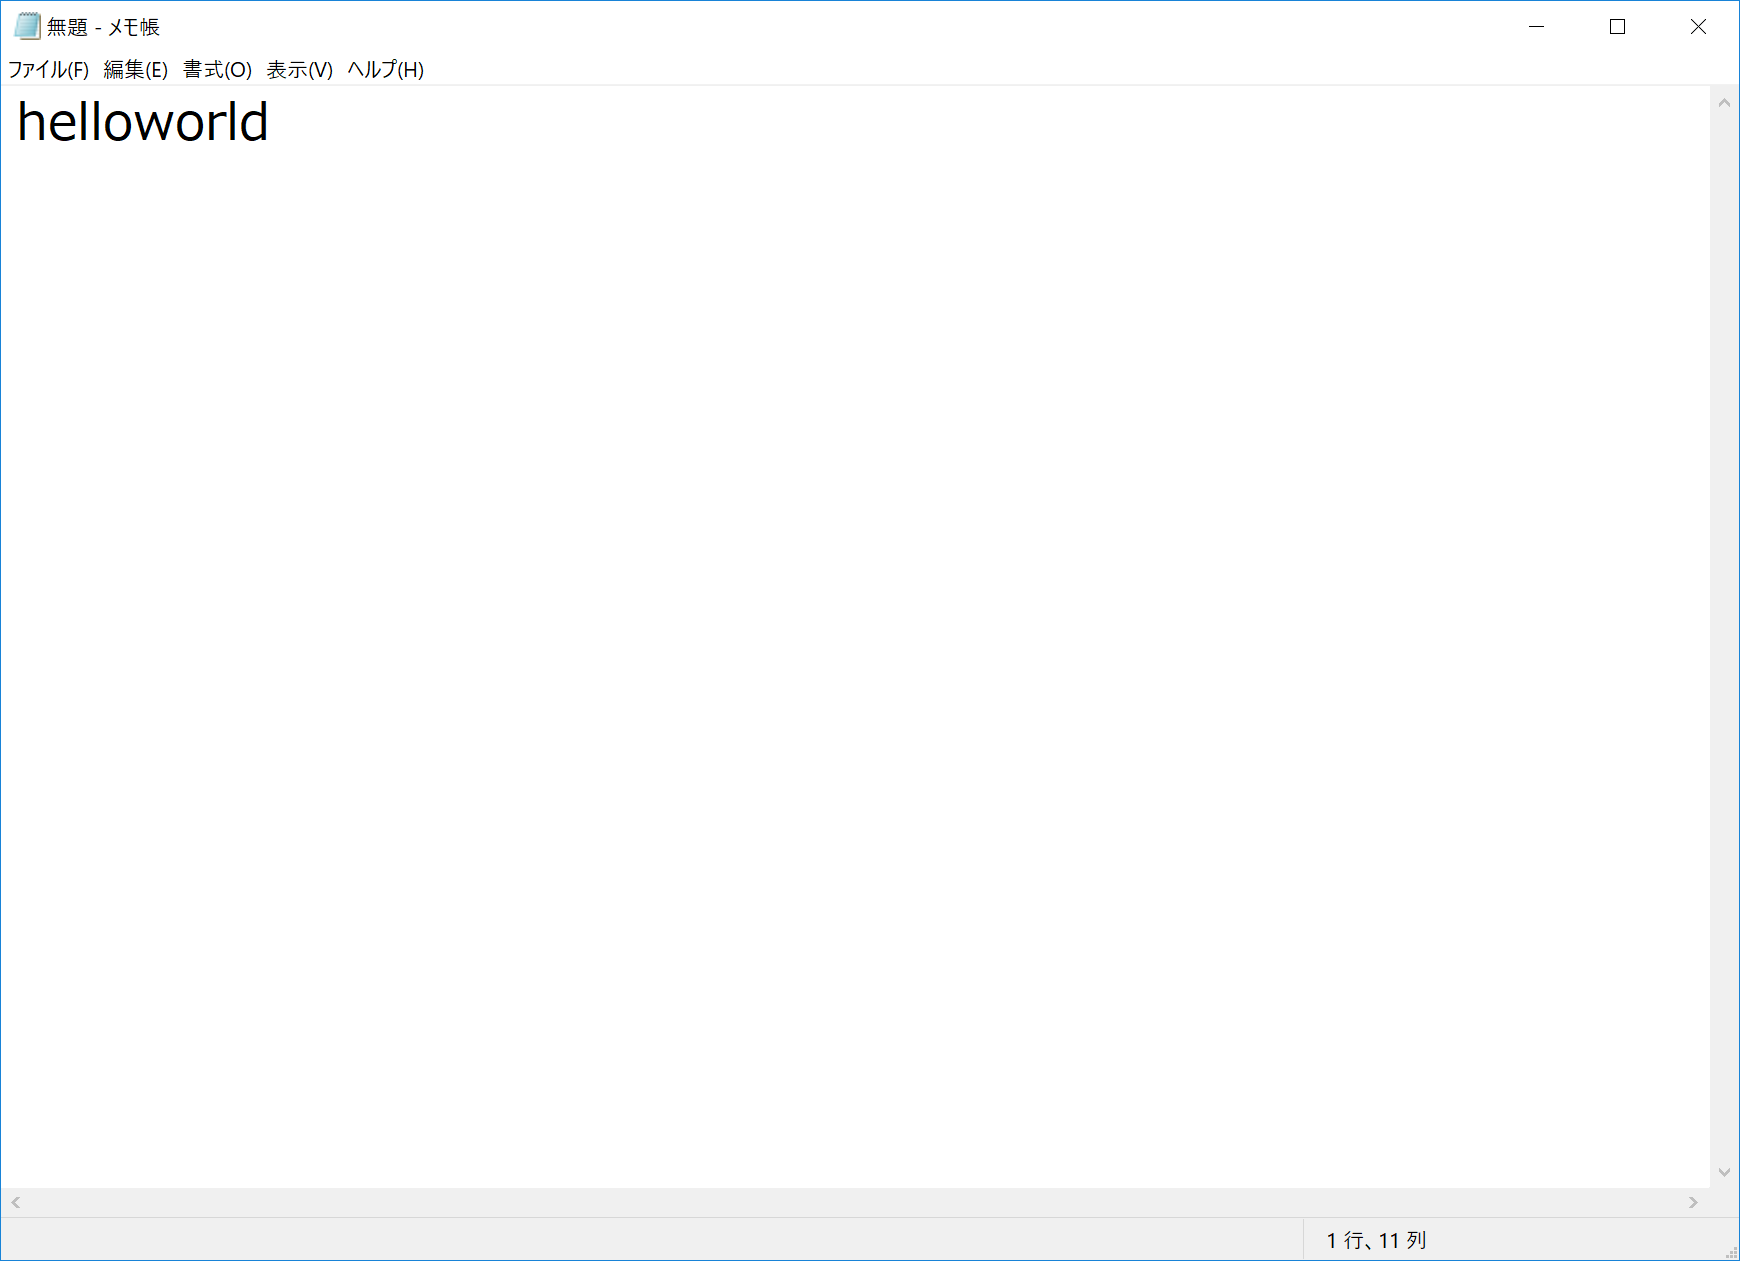 無題 - メモ帳
ファイル(F) 編集(E) 書式(O) 表示(V) ヘルプ(H)
helloworld
1 行、11 列